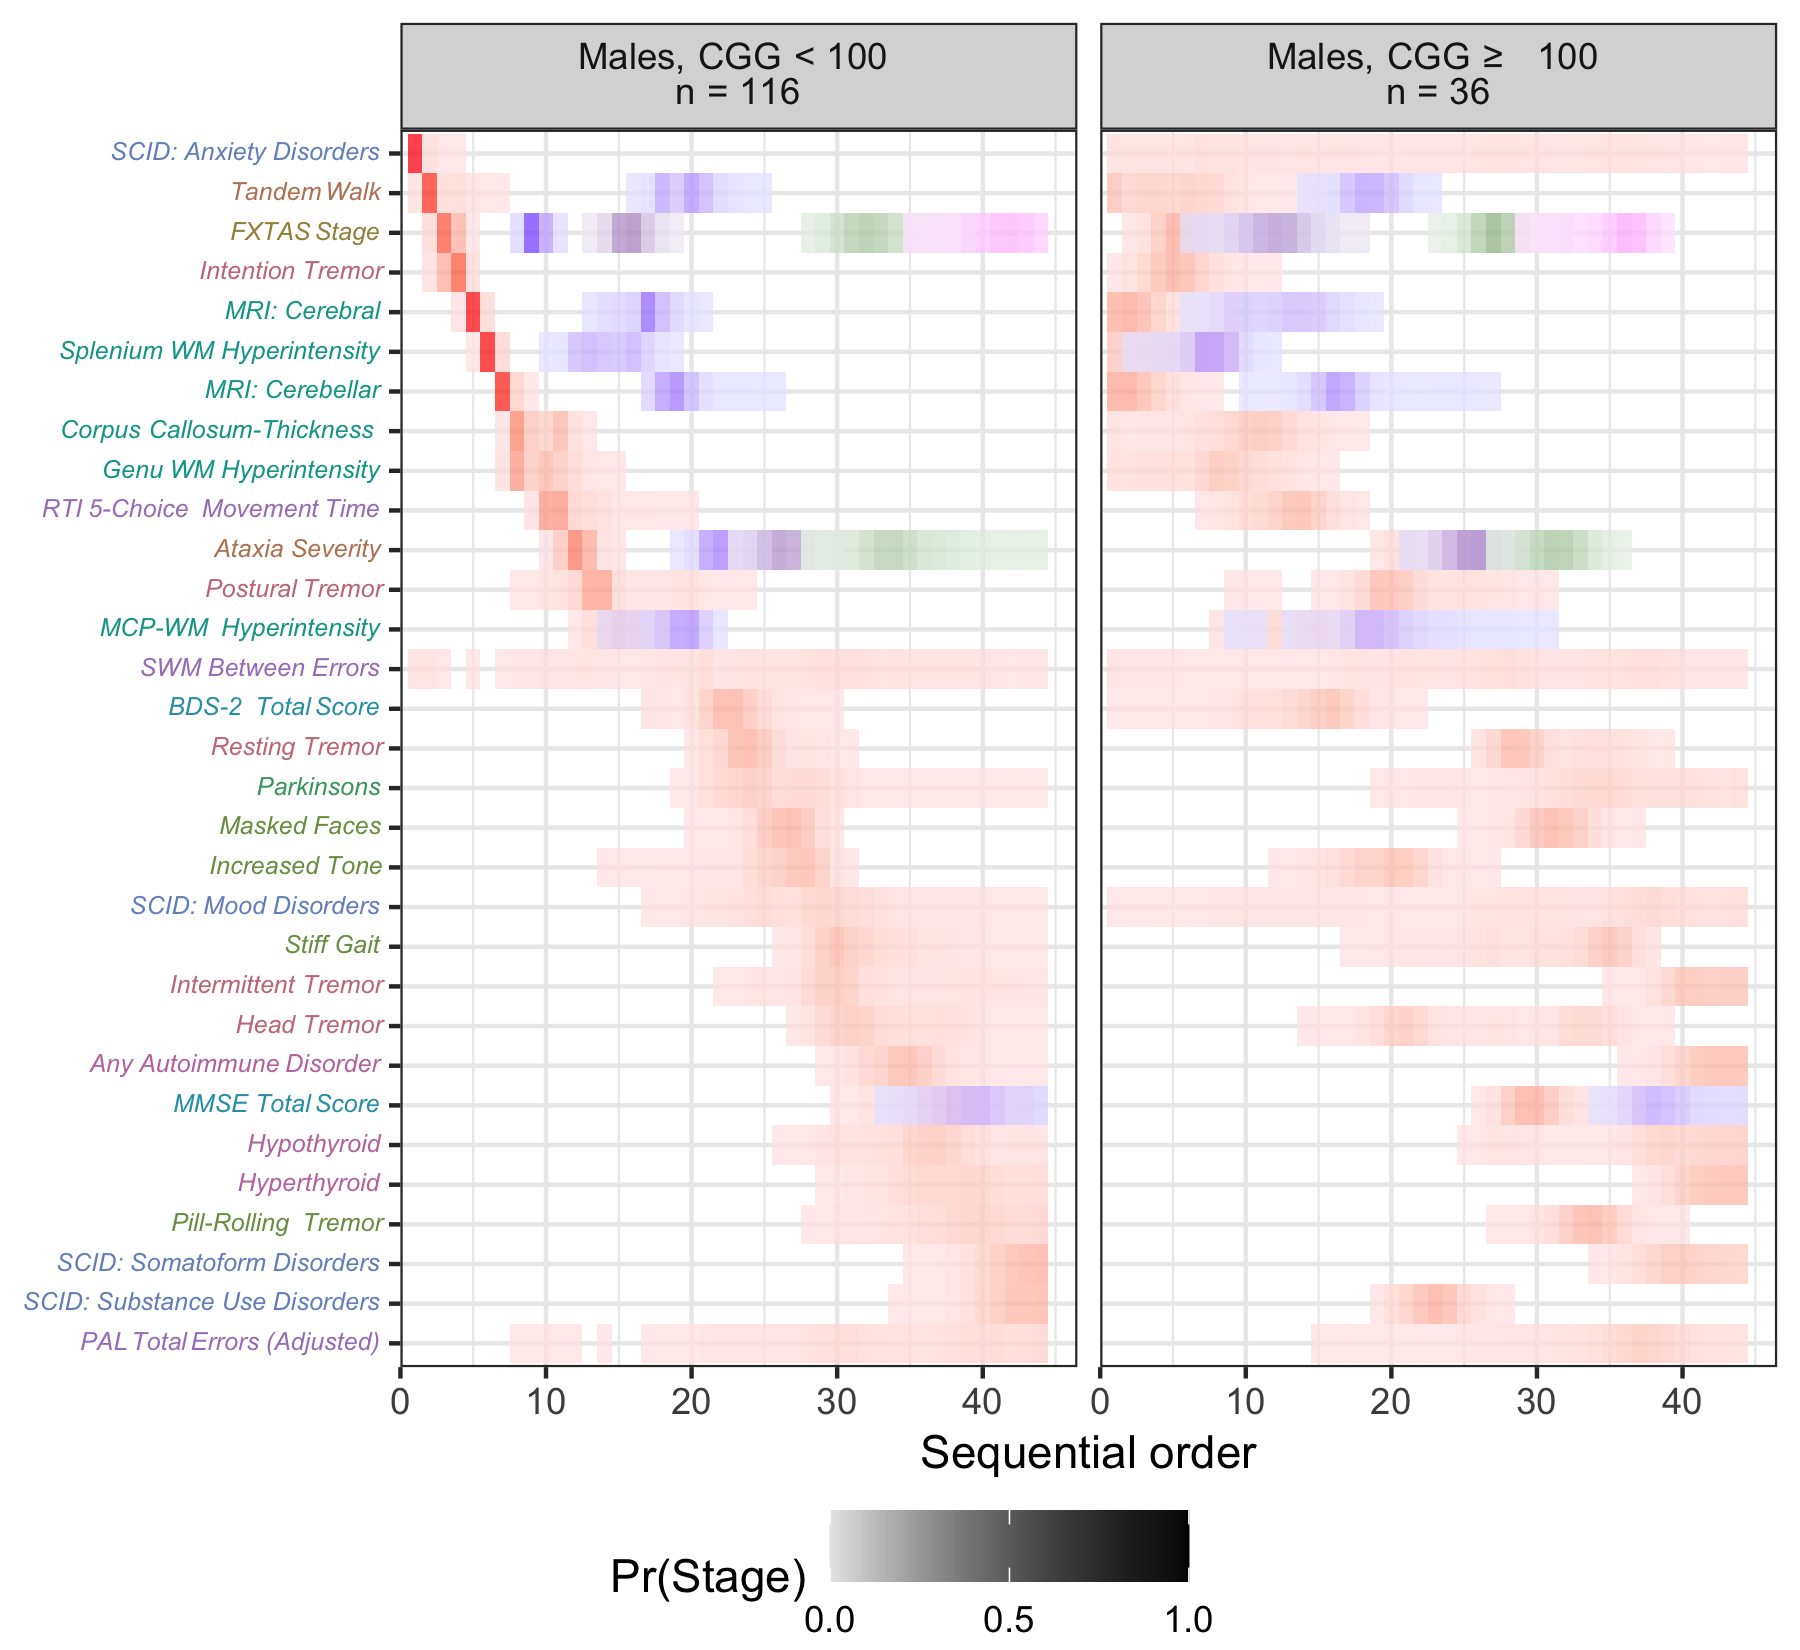 Males, CGG < 100
n = 116
Males, CGG ≥ 100
n = 36
SCID: Anxiety Disorders
Tandem Walk
FXTAS Stage
Intention Tremor
MRI: Cerebral
Splenium WM Hyperintensity
MRI: Cerebellar
Corpus Callosum-Thickness
Genu WM Hyperintensity
RTI 5-Choice Movement Time
Ataxia Severity
Postural Tremor
MCP-WM Hyperintensity
SWM Between Errors
BDS-2 Total Score
Resting Tremor
Parkinsons
Masked Faces
Increased Tone
SCID: Mood Disorders
Stiff Gait
Intermittent Tremor
Head Tremor
Any Autoimmune Disorder
MMSE Total Score
Hypothyroid
Hyperthyroid
Pill-Rolling Tremor
SCID: Somatoform Disorders
SCID: Substance Use Disorders
PAL Total Errors (Adjusted)
0 10 20 30 40
0 10 20 30 40
Sequential order
Pr(Stage)
0.0 0.5 1.0